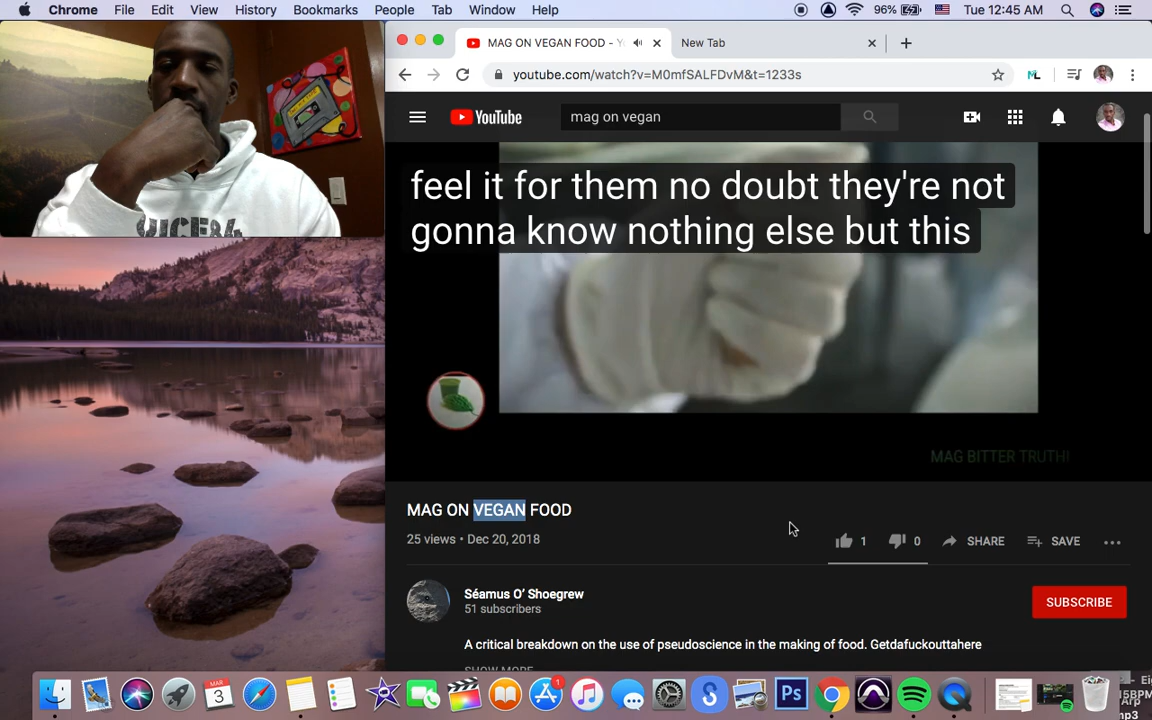 Chrome File Edit View History Bookmarks People Tab Window Help 96% Tue 12:45 AM
MAG ON VEGAN FOOD - Y
New Tab
youtube.com/watch?v=M0mfSALFDvM&t=1233s
YouTube
mag on vegan
feel it for them no doubt they're not
gonna know nothing else but this
MAG BITTER TRUTH!
MAG ON VEGAN FOOD
25 views • Dec 20, 2018
1 0 SHARE SAVE
Séamus O' Shoegrew
51 subscribers
SUBSCRIBE
A critical breakdown on the use of pseudoscience in the making of food. Getdafuckouttahere
SHOW MORE
MAR
3
1
Ps